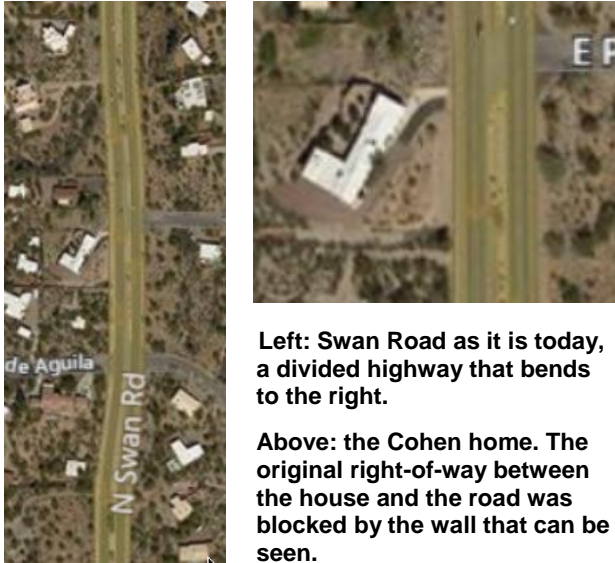 E
de Aguila
N Swan Rd
Left: Swan Road as it is today,
a divided highway that bends
to the right.
Above: the Cohen home. The
original right-of-way between
the house and the road was
blocked by the wall that can be
seen.